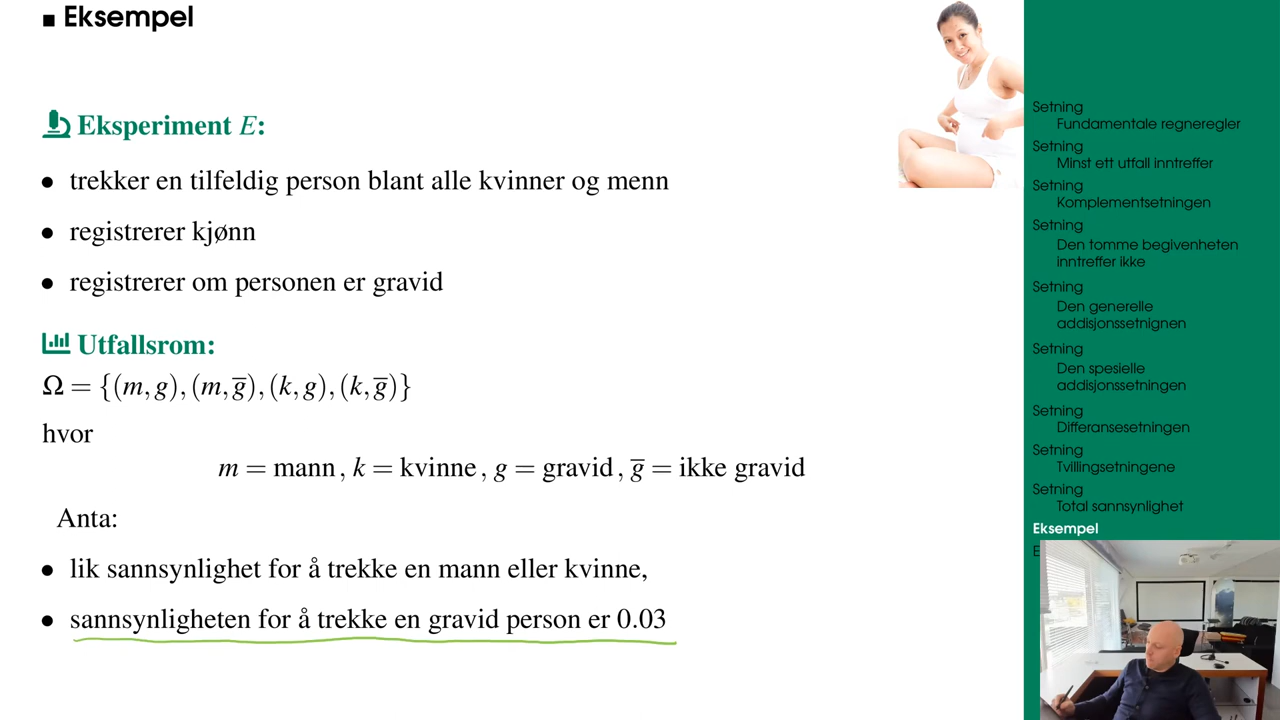 ■ Eksempel
Eksperiment E:
• trekker en tilfeldig person blant alle kvinner og menn
• registrerer kjønn
• registrerer om personen er gravid
Utfallsrom:
Ω = {(m, g), (m, g̅), (k, g), (k, g̅)}
hvor
m = mann, k = kvinne, g = gravid, g̅ = ikke gravid
Anta:
• lik sannsynlighet for å trekke en mann eller kvinne,
• sannsynligheten for å trekke en gravid person er 0.03
Setning
Fundamentale regneregler
Setning
Minst ett utfall inntreffer
Setning
Komplementsetningen
Setning
Den tomme begivenheten
inntreffer ikke
Setning
Den generelle
addisjonssetnignen
Setning
Den spesielle
addisjonssetningen
Setning
Differansesetningen
Setning
Tvillingsetningene
Setning
Total sannsynlighet
Eksempel